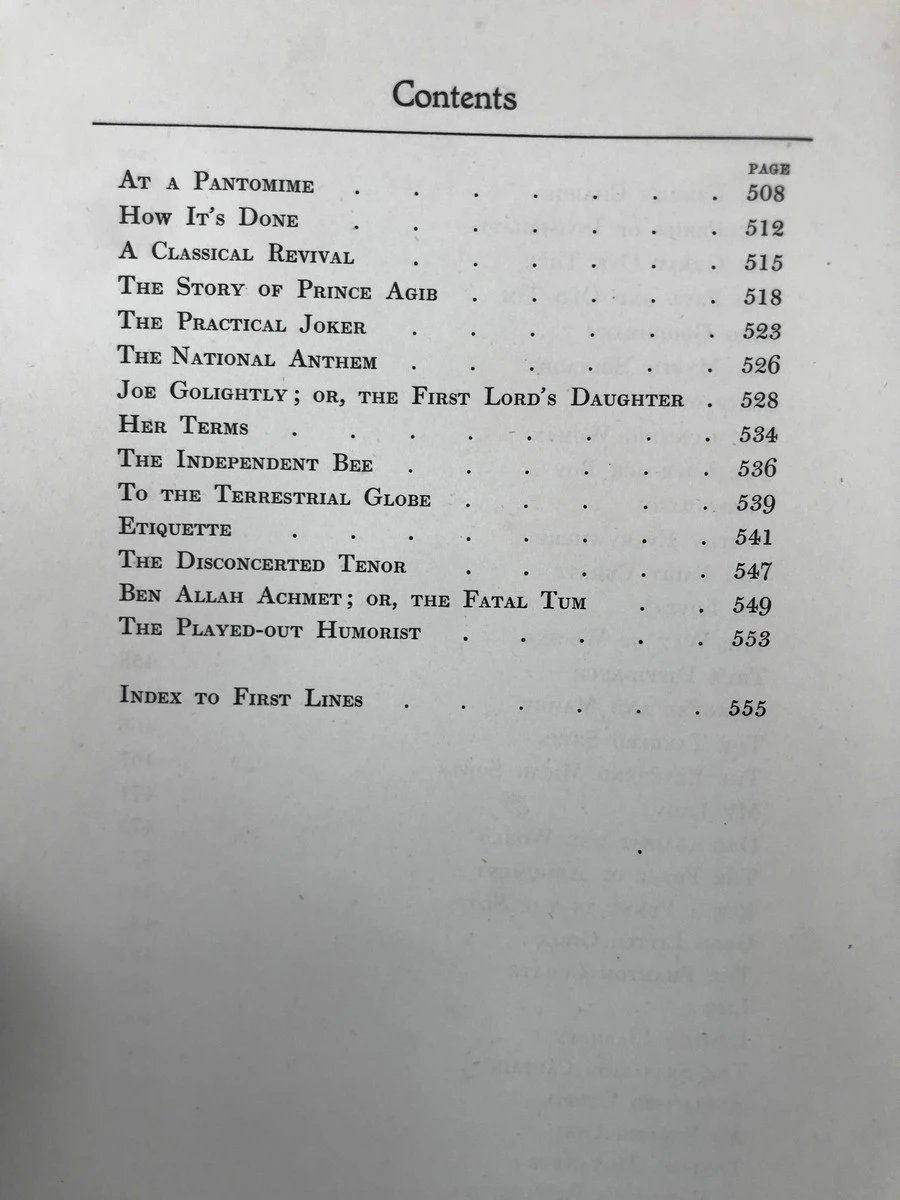 Contents
PAGE
At a Pantomime . . . . . . . 508
How It's Done . . . . . . . 512
A Classical Revival . . . . . . 515
The Story of Prince Agib . . . . . 518
The Practical Joker . . . . . . 523
The National Anthem . . . . . . 526
Joe Golightly; or, the First Lord's Daughter . 528
Her Terms . . . . . . . . 534
The Independent Bee . . . . . . 536
To the Terrestrial Globe . . . . . 539
Etiquette . . . . . . . . 541
The Disconcerted Tenor . . . . . 547
Ben Allah Achmet; or, the Fatal Tum . . 549
The Played-out Humorist . . . . . 553
Index to First Lines . . . . . . 555